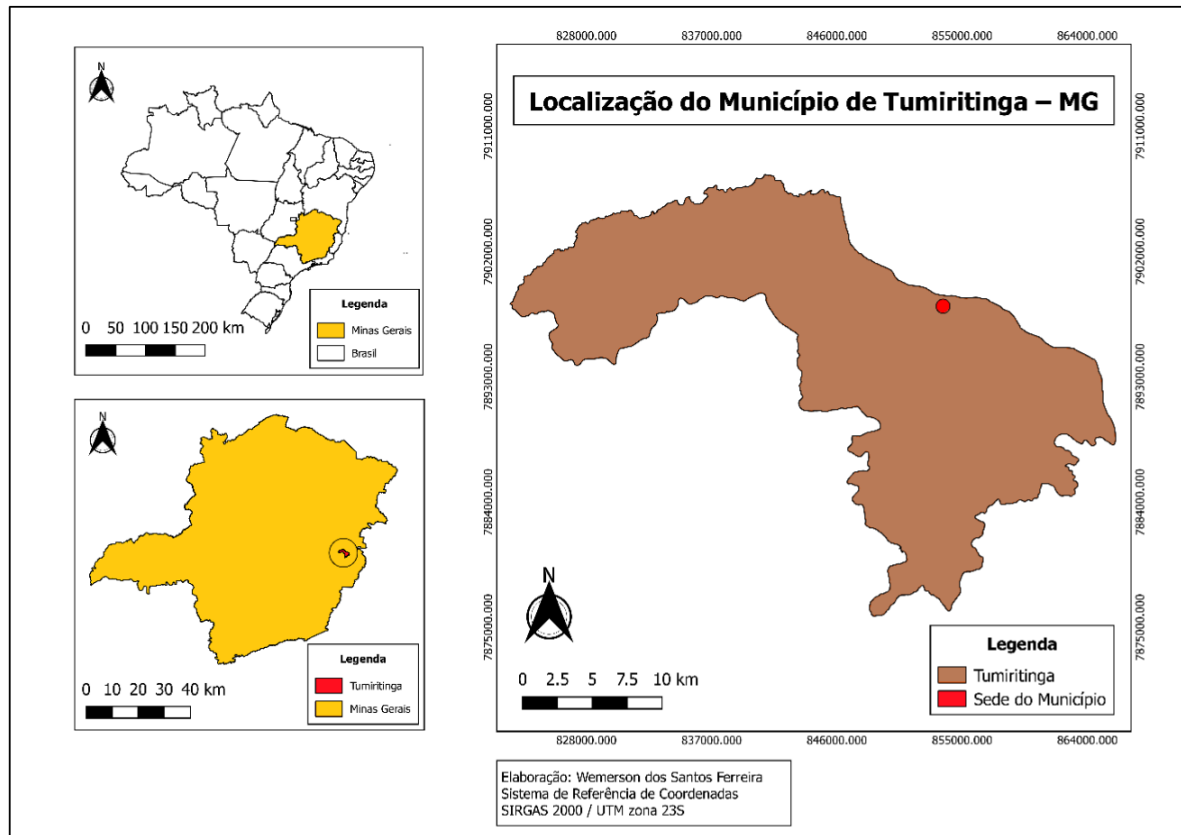 N
Legenda
Minas Gerais
Brasil
0 50 100 150 200 km
N
Legenda
Tumiritinga
Minas Gerais
0 10 20 30 40 km
828000.000 837000.000 846000.000 855000.000 864000.000
Localização do Município de Tumiritinga – MG
7911000.000
7902000.000
7893000.000
7884000.000
7875000.000
7911000.000
7902000.000
7893000.000
7884000.000
7875000.000
N
0 2.5 5 7.5 10 km
Legenda
Tumiritinga
Sede do Município
828000.000 837000.000 846000.000 855000.000 864000.000
Elaboração: Wemerson dos Santos Ferreira
Sistema de Referência de Coordenadas
SIRGAS 2000 / UTM zona 23S